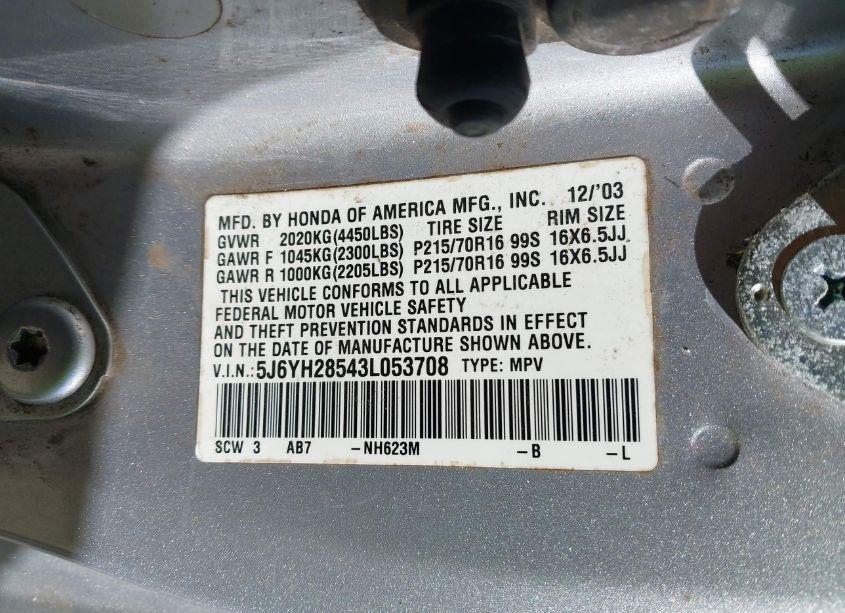 MFD. BY HONDA OF AMERICA MFG., INC. 12/'03
GVWR 2020KG(4450LBS) TIRE SIZE RIM SIZE
GAWR F 1045KG(2300LBS) P215/70R16 99S 16X6.5JJ
GAWR R 1000KG(2205LBS) P215/70R16 99S 16X6.5JJ
THIS VEHICLE CONFORMS TO ALL APPLICABLE
FEDERAL MOTOR VEHICLE SAFETY
AND THEFT PREVENTION STANDARDS IN EFFECT
ON THE DATE OF MANUFACTURE SHOWN ABOVE.
V.I.N.:5J6YH28543L053708 TYPE: MPV
SCW 3 AB7 -NH623M -B -L